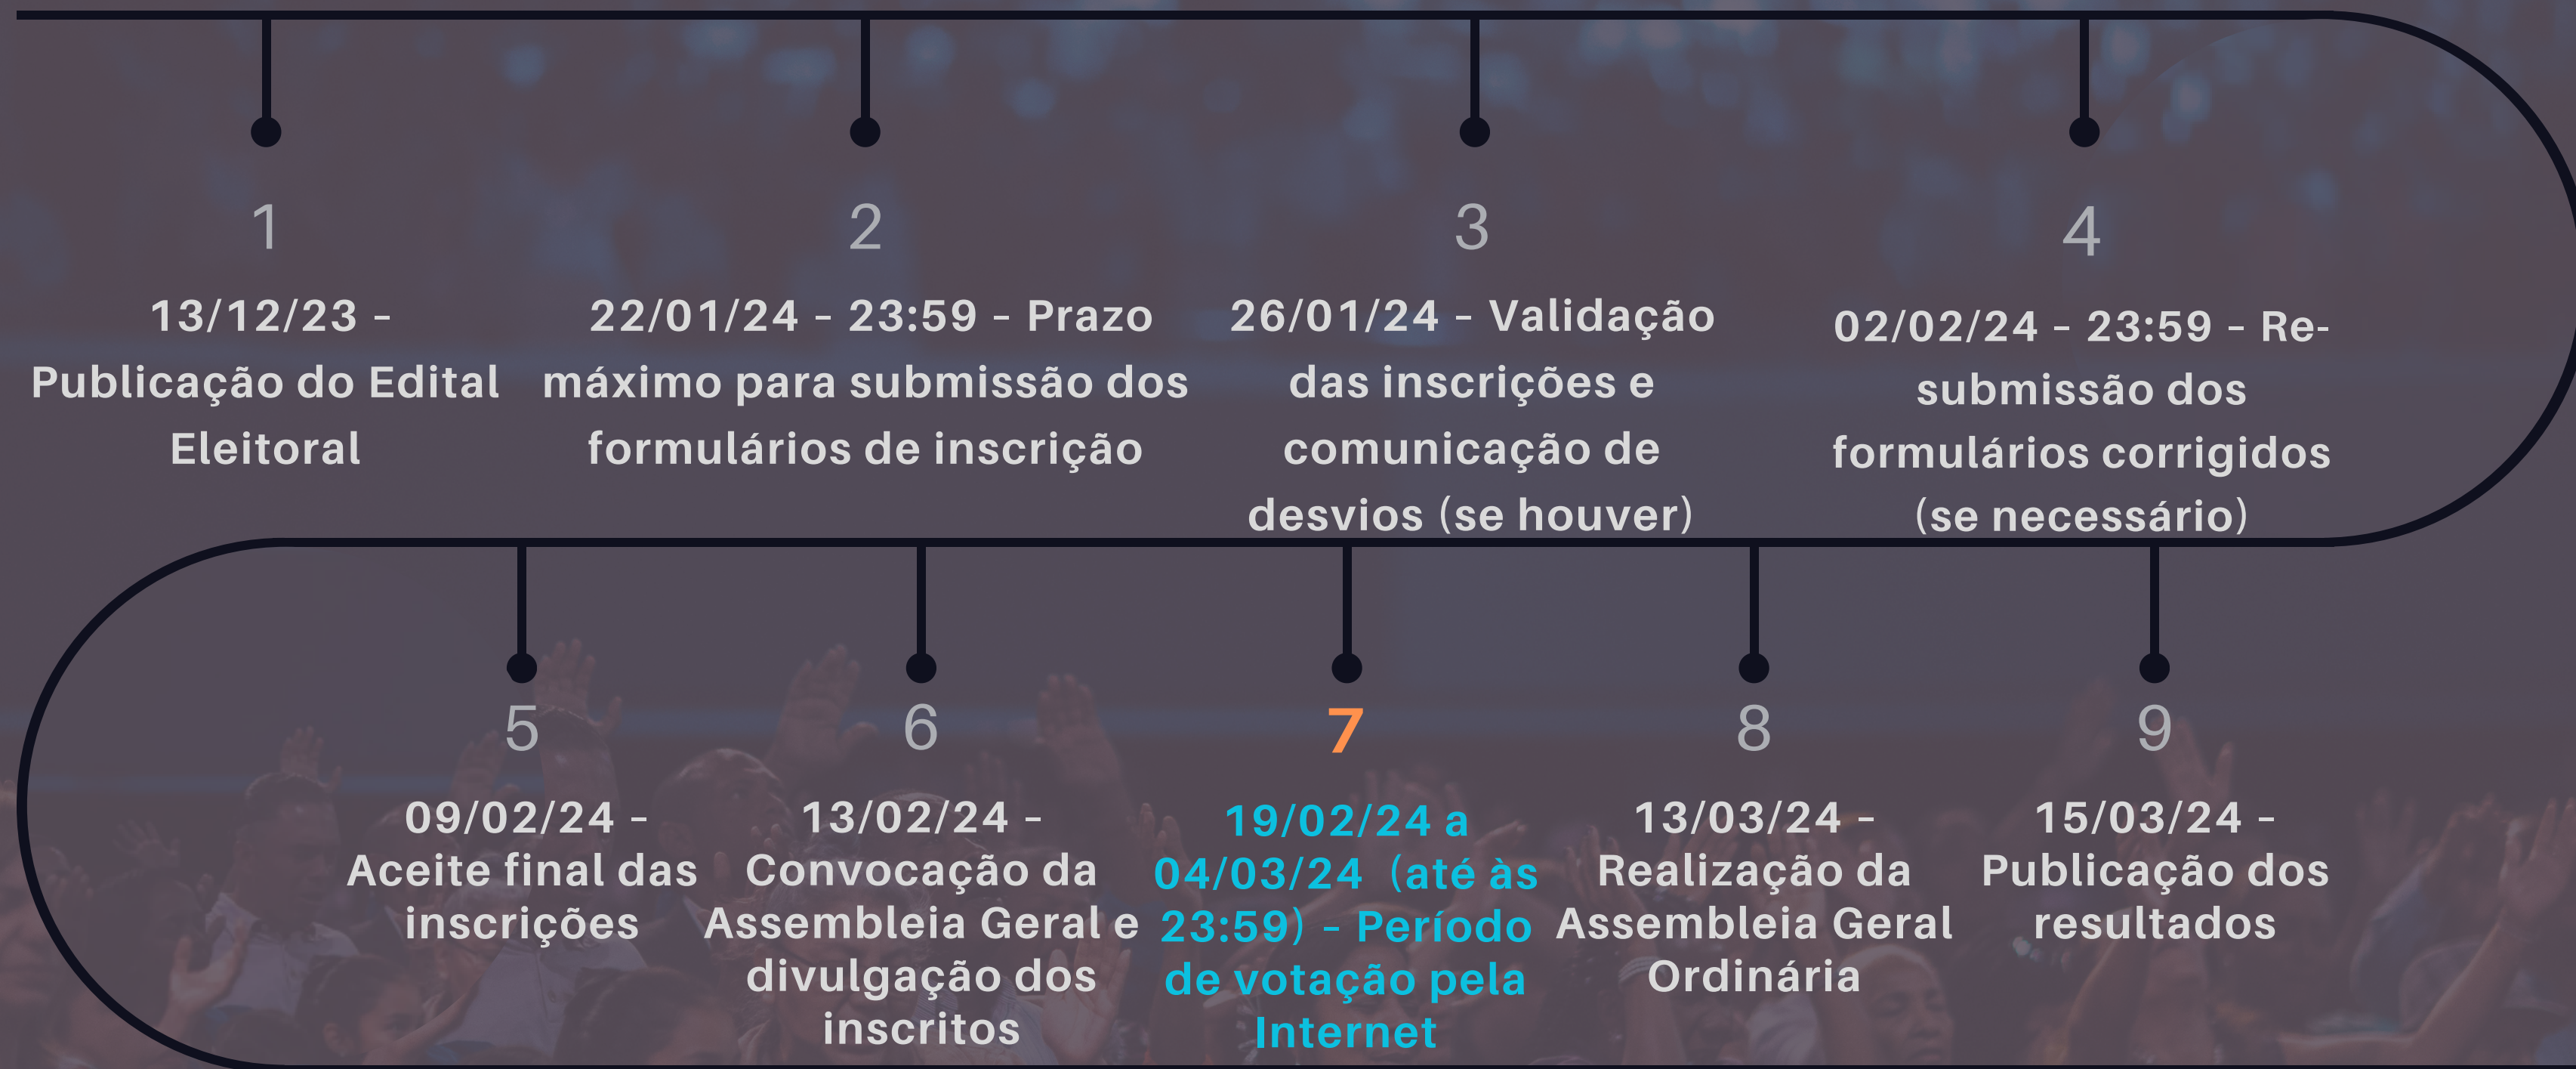 1
13/12/23 –
Publicação do Edital
Eleitoral
2
22/01/24 – 23:59 – Prazo
máximo para submissão dos
formulários de inscrição
3
26/01/24 – Validação
das inscrições e
comunicação de
desvios (se houver)
4
02/02/24 – 23:59 – Re-
submissão dos
formulários corrigidos
(se necessário)
5
09/02/24 –
Aceite final das
inscrições
6
13/02/24 –
Convocação da
Assembleia Geral e
divulgação dos
inscritos
7
19/02/24 a
04/03/24 (até às
23:59) – Período
de votação pela
Internet
8
13/03/24 –
Realização da
Assembleia Geral
Ordinária
9
15/03/24 –
Publicação dos
resultados